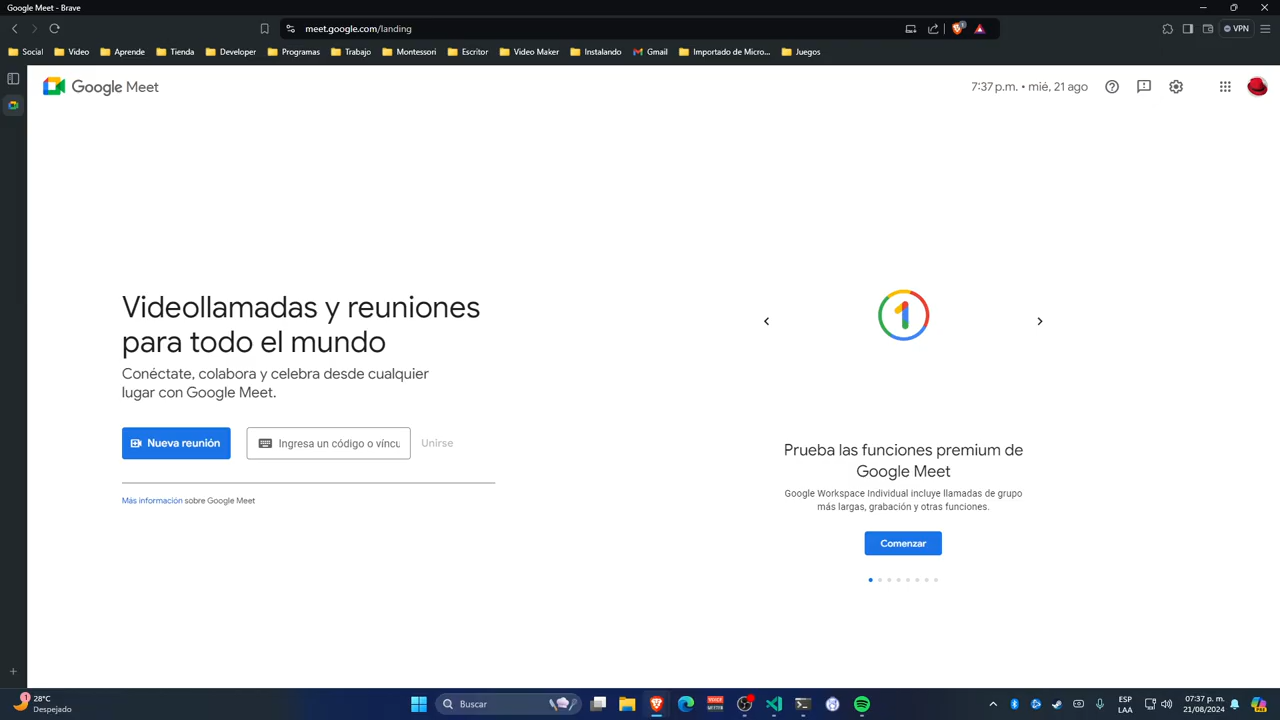 Google Meet - Brave
meet.google.com/landing
1
VPN
Social
Video
Aprende
Tienda
Developer
Programas
Trabajo
Montessori
Escritor
Video Maker
Instalando
Gmail
Importado de Micro...
Juegos
Google Meet
7:37 p.m. • mié, 21 ago
Videollamadas y reuniones
para todo el mundo
Conéctate, colabora y celebra desde cualquier
lugar con Google Meet.
Nueva reunión
Ingresa un código o víncu
Unirse
Más información sobre Google Meet
1
Prueba las funciones premium de
Google Meet
Google Workspace Individual incluye llamadas de grupo
más largas, grabación y otras funciones.
Comenzar
1
28°C
Despejado
Buscar
ESP
LAA
07:37 p. m.
21/08/2024